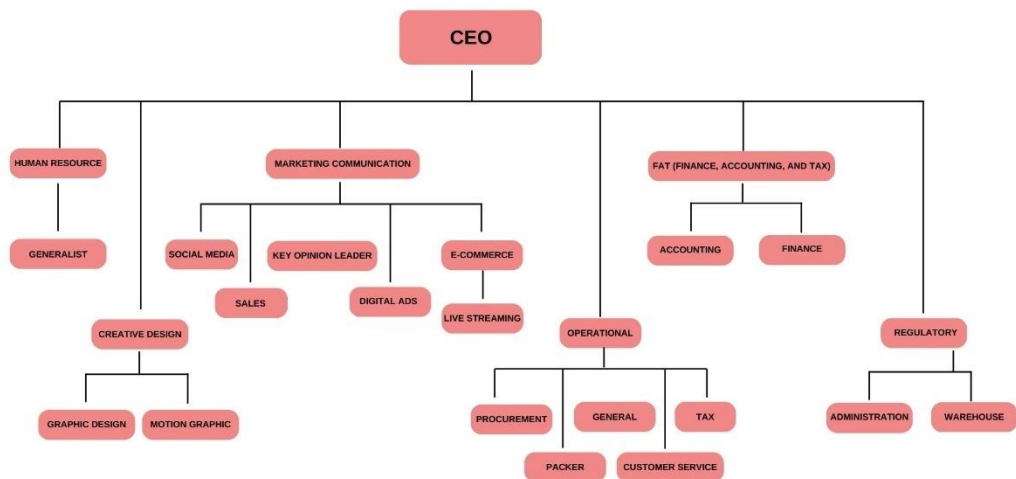 CEO
HUMAN RESOURCE
MARKETING COMMUNICATION
FAT (FINANCE, ACCOUNTING, AND TAX)
GENERALIST
SOCIAL MEDIA
KEY OPINION LEADER
E-COMMERCE
ACCOUNTING
FINANCE
SALES
DIGITAL ADS
LIVE STREAMING
CREATIVE DESIGN
OPERATIONAL
REGULATORY
GRAPHIC DESIGN
MOTION GRAPHIC
PROCUREMENT
GENERAL
TAX
ADMINISTRATION
WAREHOUSE
PACKER
CUSTOMER SERVICE